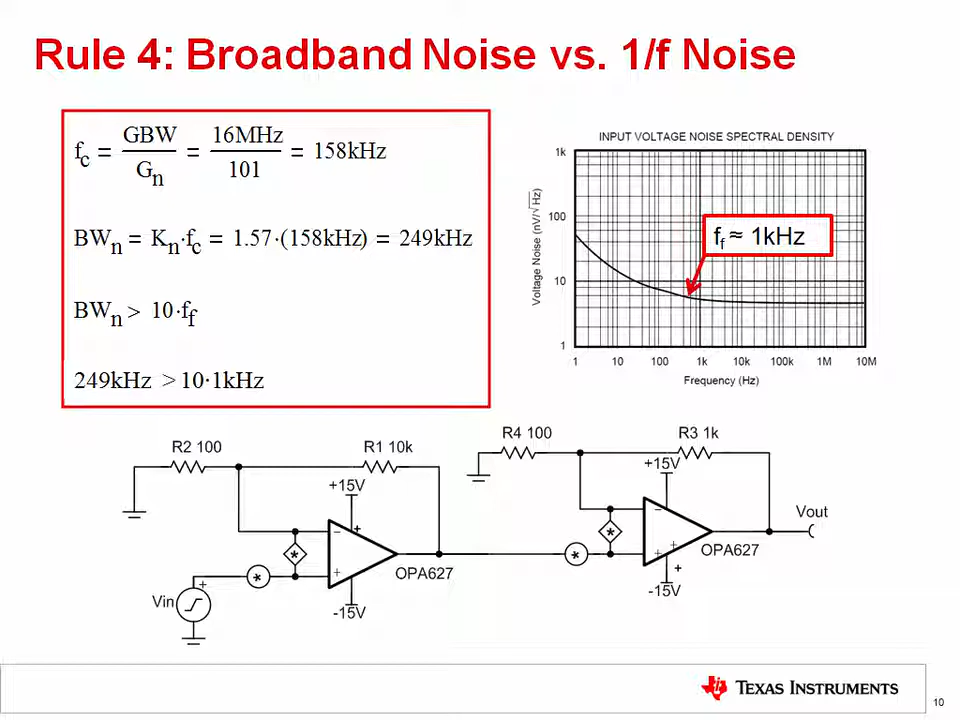 Rule 4: Broadband Noise vs. 1/f Noise
fc = GBW / Gn = 16MHz / 101 = 158kHz
BWn = Kn·fc = 1.57·(158kHz) = 249kHz
BWn > 10·ff
249kHz > 10·1kHz
INPUT VOLTAGE NOISE SPECTRAL DENSITY
1k
100
10
1
Voltage Noise (nV/√Hz)
ff ≈ 1kHz
1 10 100 1k 10k 100k 1M 10M
Frequency (Hz)
R2 100
R1 10k
+15V
-
+
+
*
*
OPA627
Vin
+
-15V
R4 100
R3 1k
+15V
-
+
+
*
*
OPA627
+
-15V
Vout
TEXAS INSTRUMENTS
10